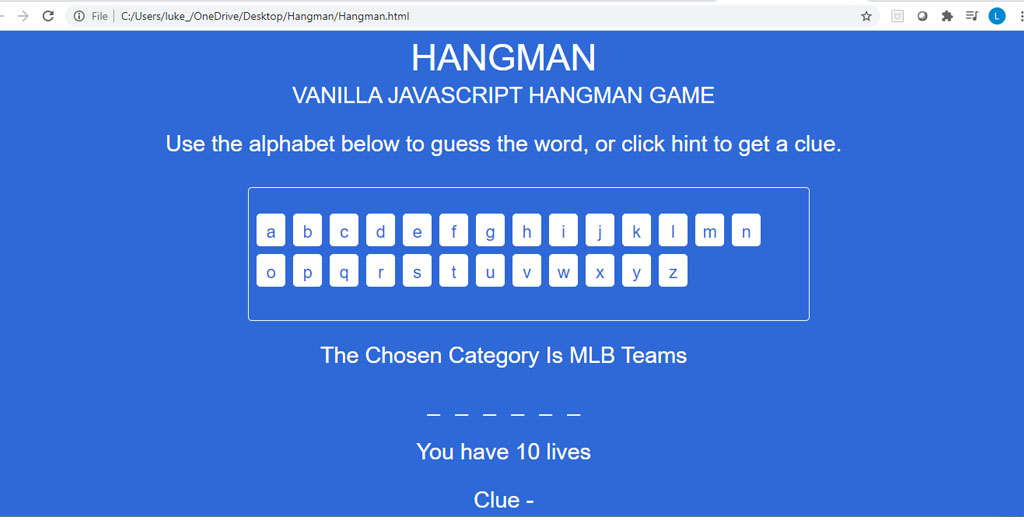 File | C:/Users/luke_/OneDrive/Desktop/Hangman/Hangman.html L
HANGMAN
VANILLA JAVASCRIPT HANGMAN GAME
Use the alphabet below to guess the word, or click hint to get a clue.
a b c d e f g h i j k l m n
o p q r s t u v w x y z
The Chosen Category Is MLB Teams
_ _ _ _ _ _
You have 10 lives
Clue -